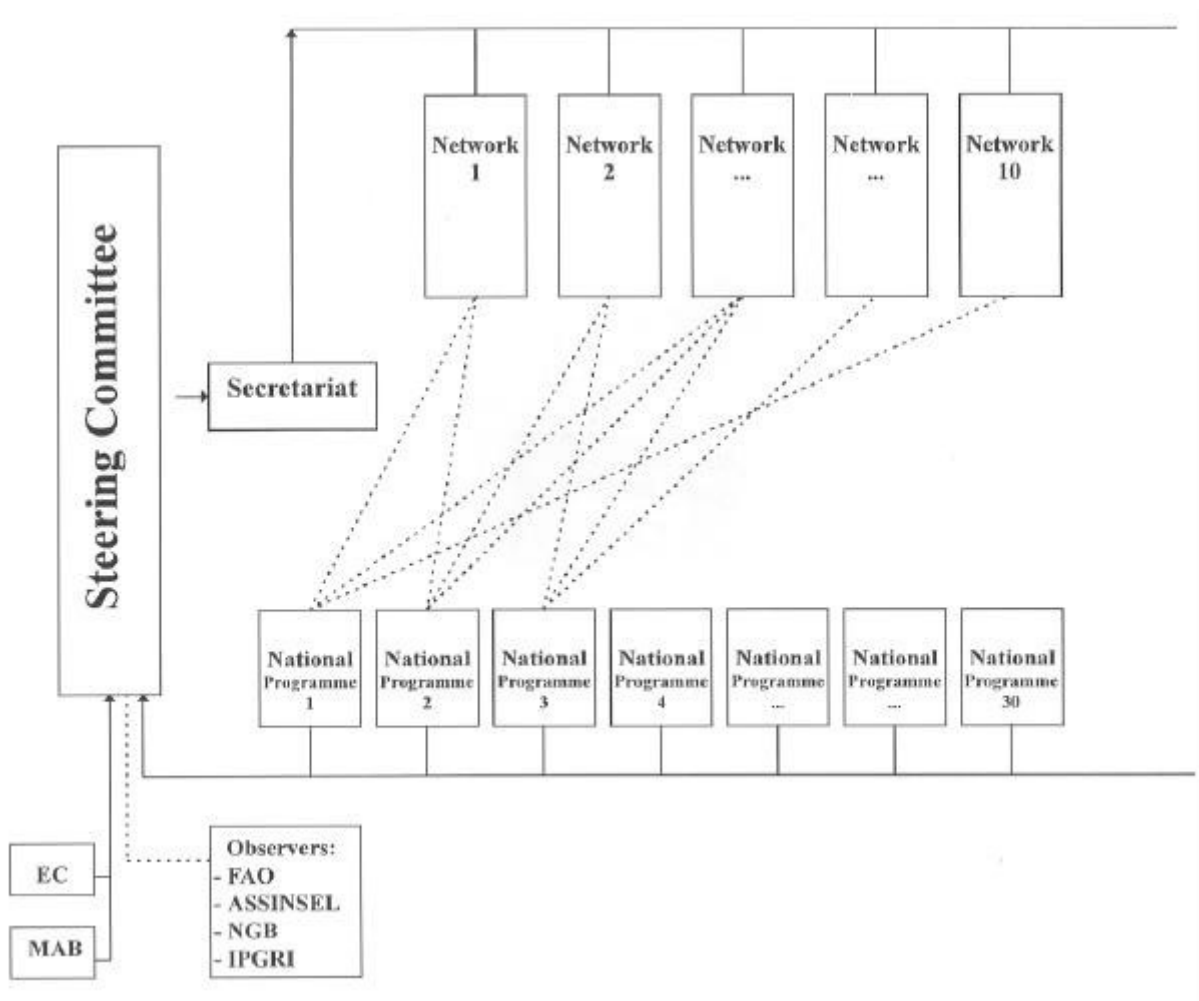 Network
1
Network
2
Network
...
Network
...
Network
10
Steering Committee
Secretariat
National
Programme
1
National
Programme
2
National
Programme
3
National
Programme
4
National
Programme
...
National
Programme
...
National
Programme
30
EC
MAB
Observers:
- FAO
- ASSINSEL
- NGB
- IPGRI